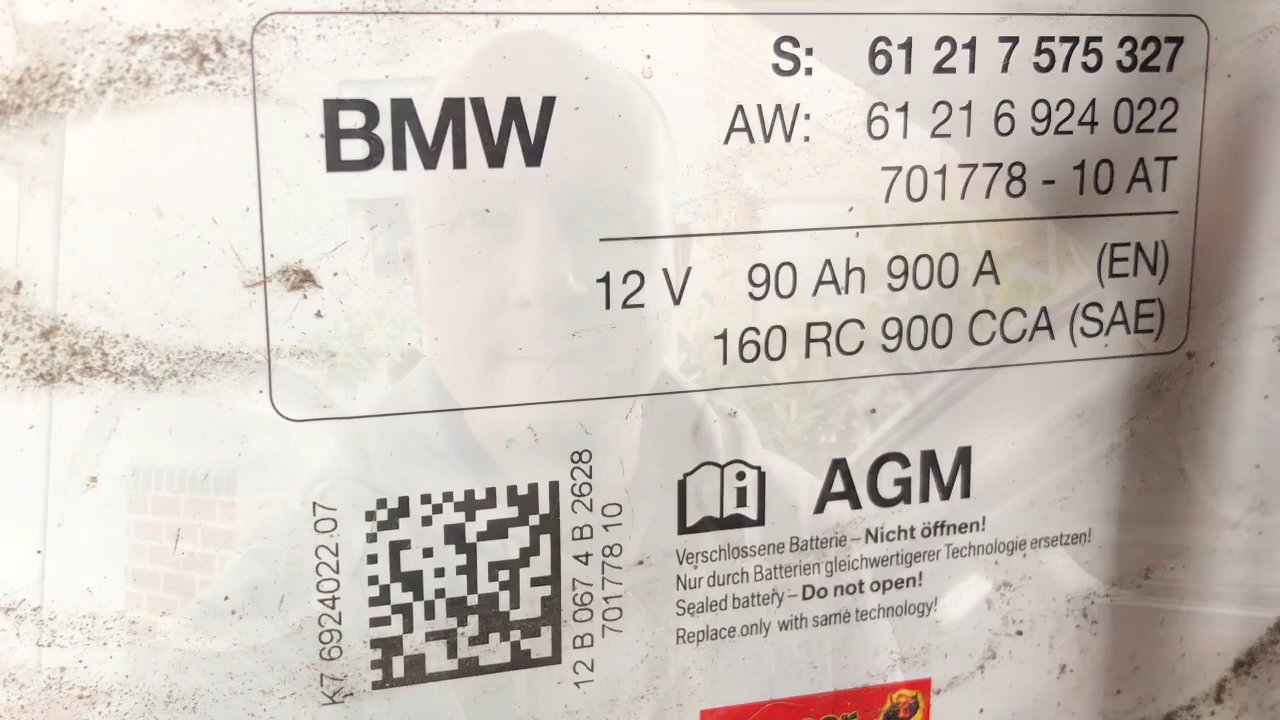 BMW
S: 61 21 7 575 327
AW: 61 21 6 924 022
701778 - 10 AT
12 V 90 Ah 900 A (EN)
160 RC 900 CCA (SAE)
K7 6924022.07
12 B 067 4 B 2628
701778 10
AGM
Verschlossene Batterie – Nicht öffnen!
Nur durch Batterien gleichwertigerer Technologie ersetzen!
Sealed battery – Do not open!
Replace only with same technology!